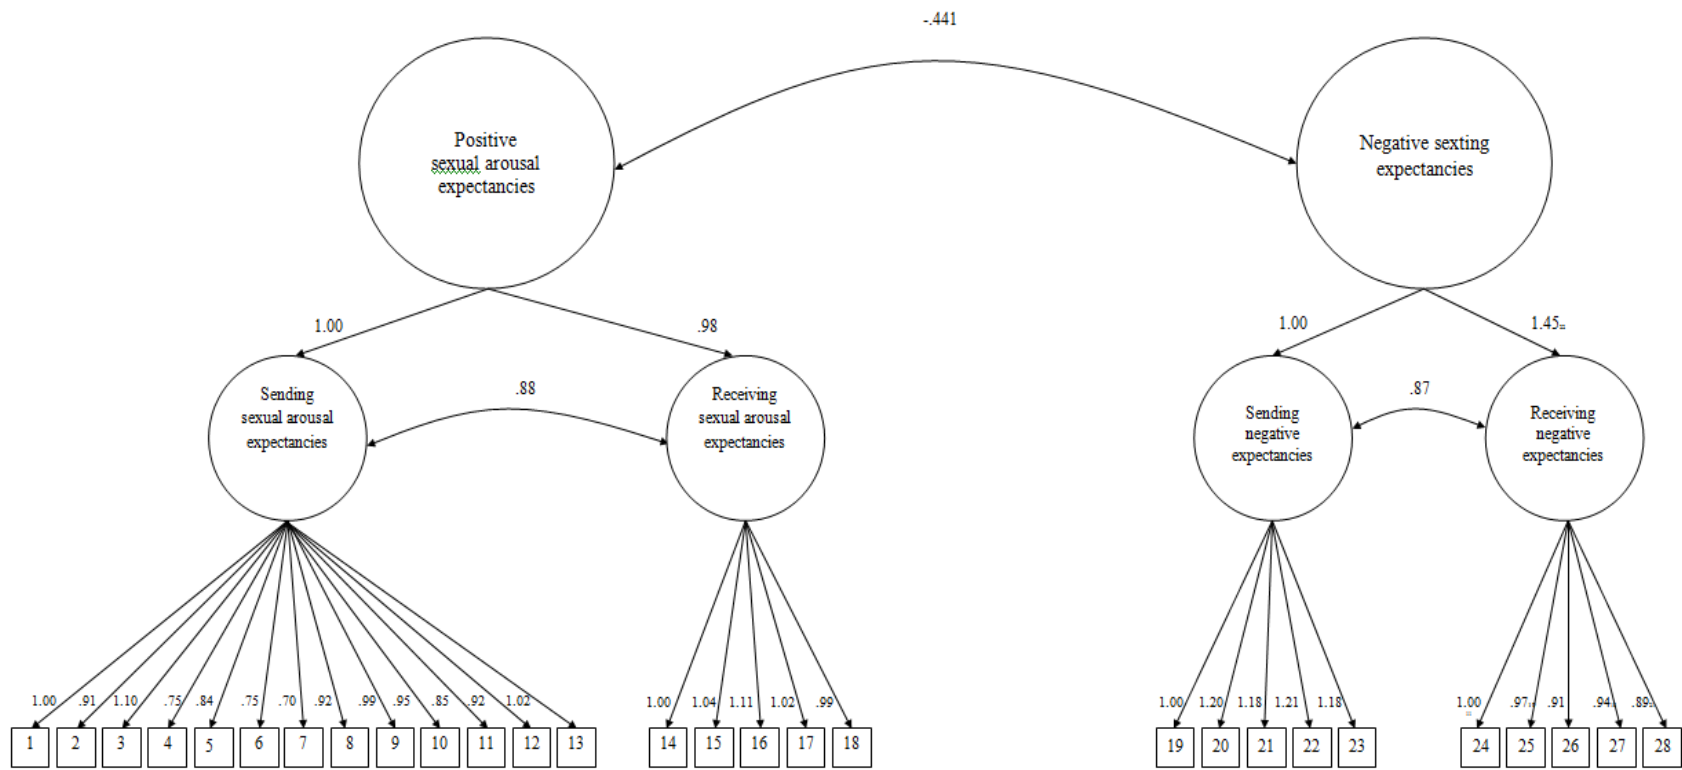 -.441
Positive
sexual arousal
expectancies
Negative sexting
expectancies
1.00
.98
1.00
1.45
Sending
sexual arousal
expectancies
.88
Receiving
sexual arousal
expectancies
Sending
negative
expectancies
.87
Receiving
negative
expectancies
1.00 .91 1.10 .75 .84 .75 .70 .92 .99 .95 .85 .92 1.02
1.00 1.04 1.11 1.02 .99
1.00 1.20 1.18 1.21 1.18
1.00 .97 .91 .94 .89
1 2 3 4 5 6 7 8 9 10 11 12 13
14 15 16 17 18
19 20 21 22 23
24 25 26 27 28